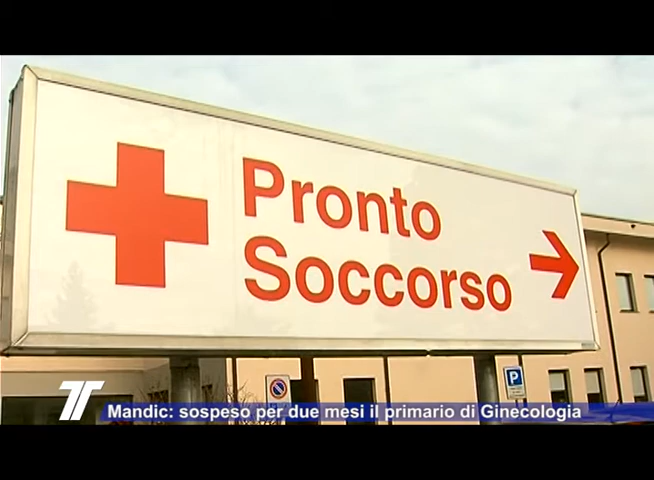 Pronto
Soccorso
P
Mandic: sospeso per due mesi il primario di Ginecologia